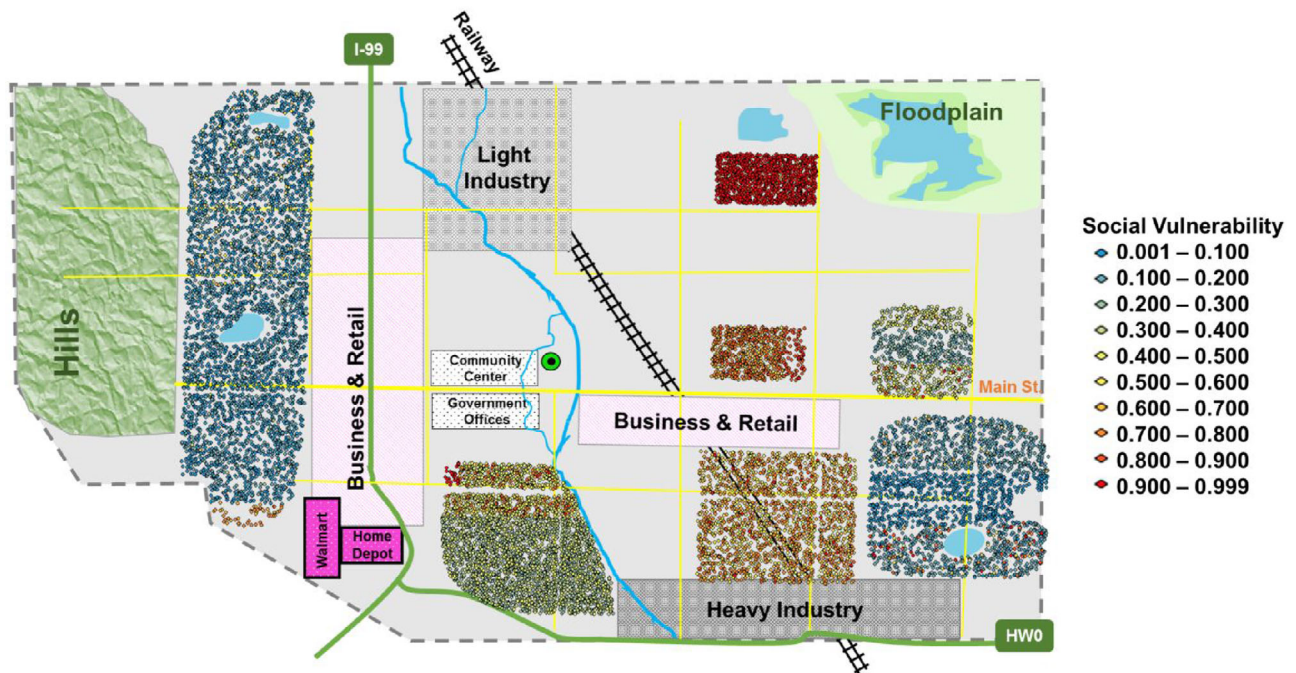 I-99
Railway
Floodplain
Light
Industry
Social Vulnerability
0.001 – 0.100
0.100 – 0.200
0.200 – 0.300
0.300 – 0.400
0.400 – 0.500
0.500 – 0.600
0.600 – 0.700
0.700 – 0.800
0.800 – 0.900
0.900 – 0.999
Hills
Business & Retail
Community
Center
Main St.
Government
Offices
Business & Retail
Walmart
Home
Depot
Heavy Industry
HW0